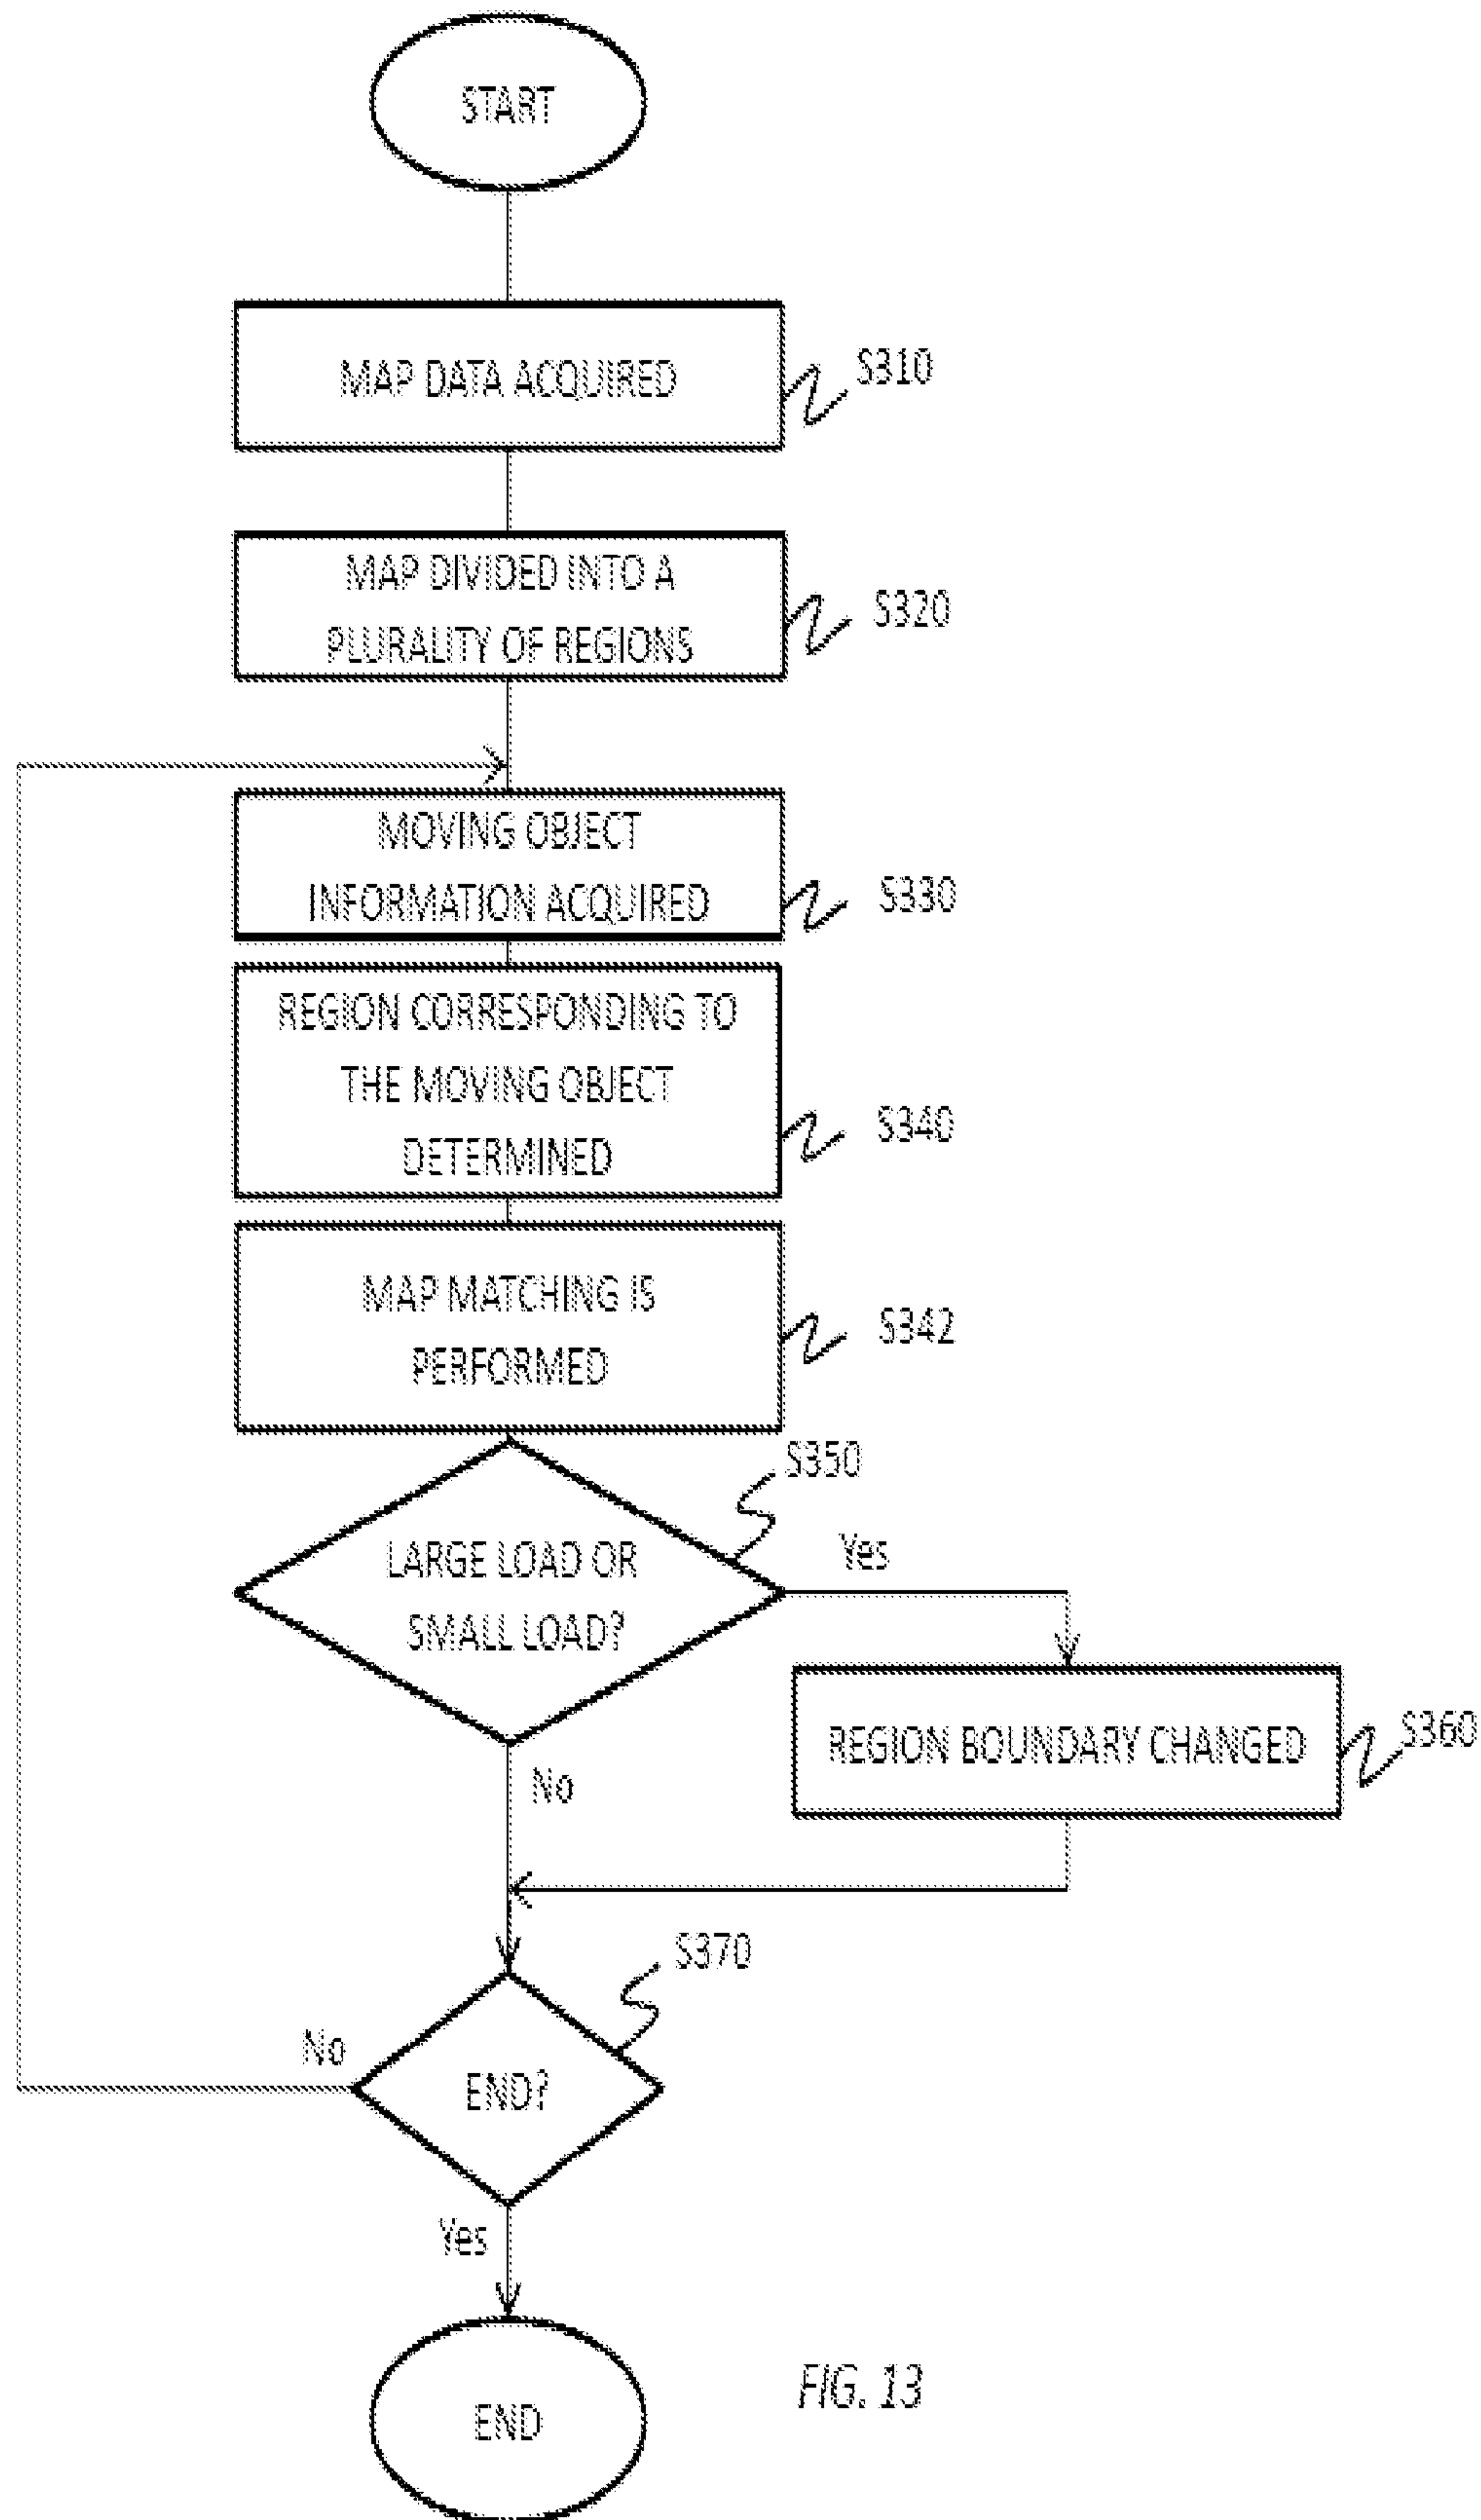 START
MAP DATA ACQUIRED
S310
MAP DIVIDED INTO A
PLURALITY OF REGIONS
S320
MOVING OBJECT
INFORMATION ACQUIRED
S330
REGION CORRESPONDING TO
THE MOVING OBJECT
DETERMINED
S340
MAP MATCHING IS
PERFORMED
S342
S350
LARGE LOAD OR
SMALL LOAD?
Yes
REGION BOUNDARY CHANGED
S360
No
S370
No
END?
Yes
END
FIG. 13